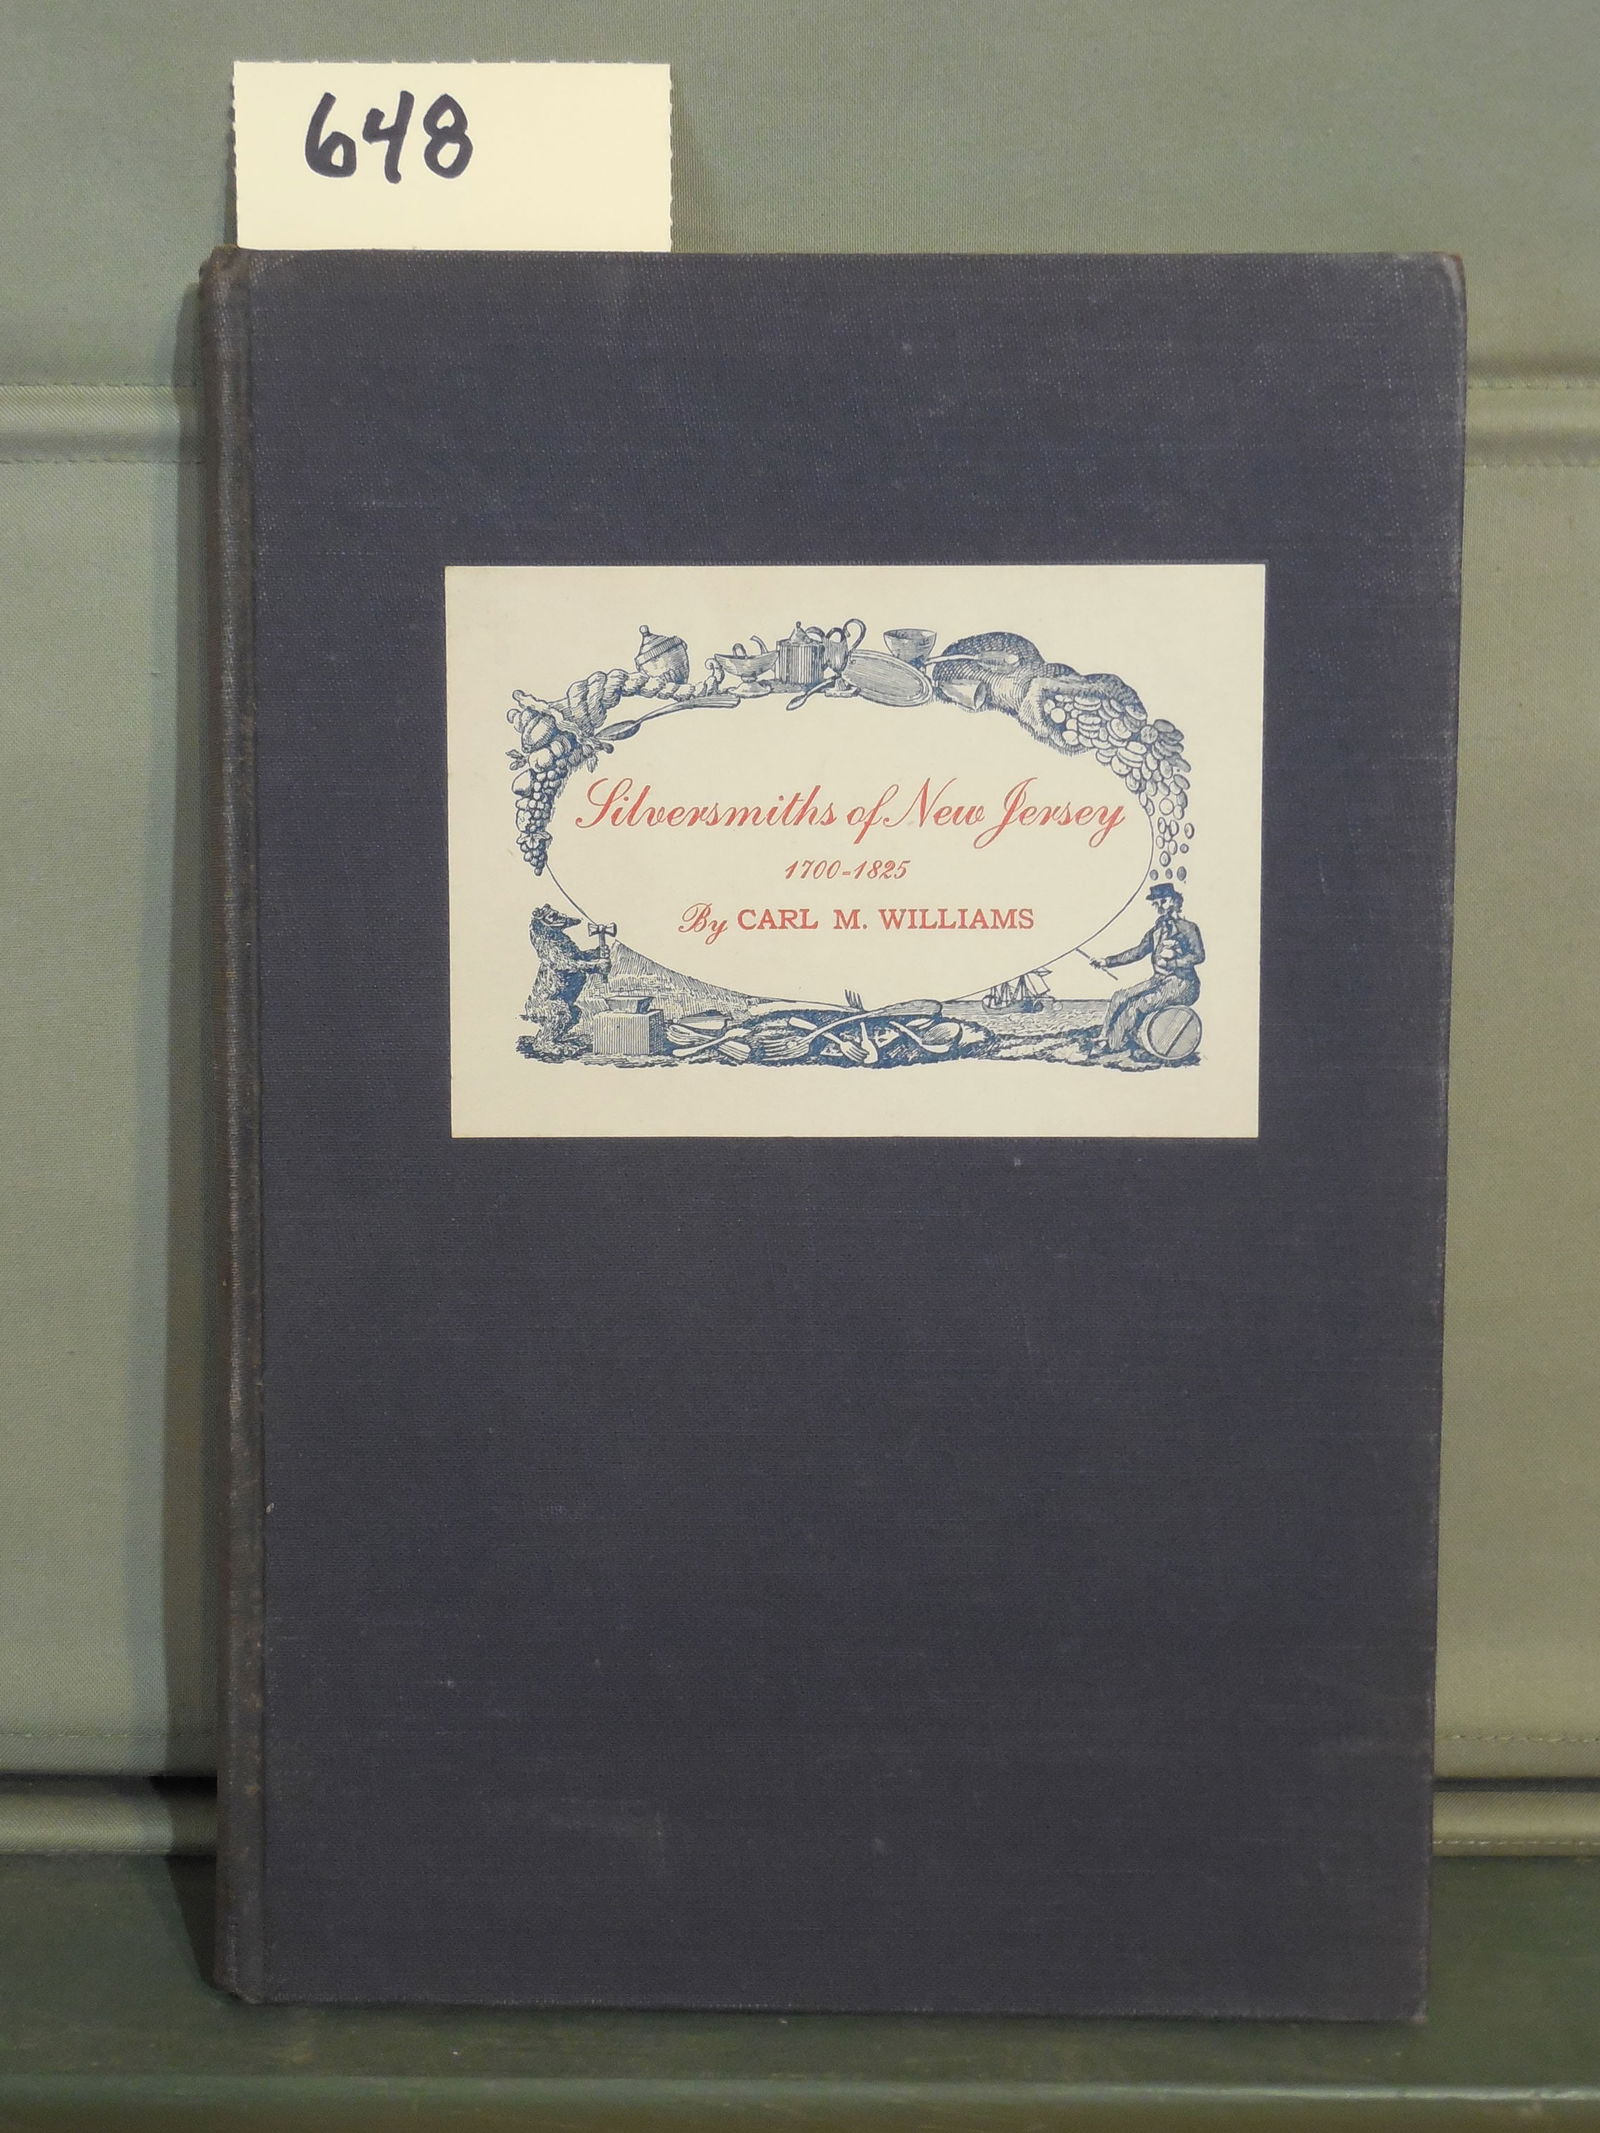 648
Silversmiths of New Jersey
1700-1825
By CARL M. WILLIAMS